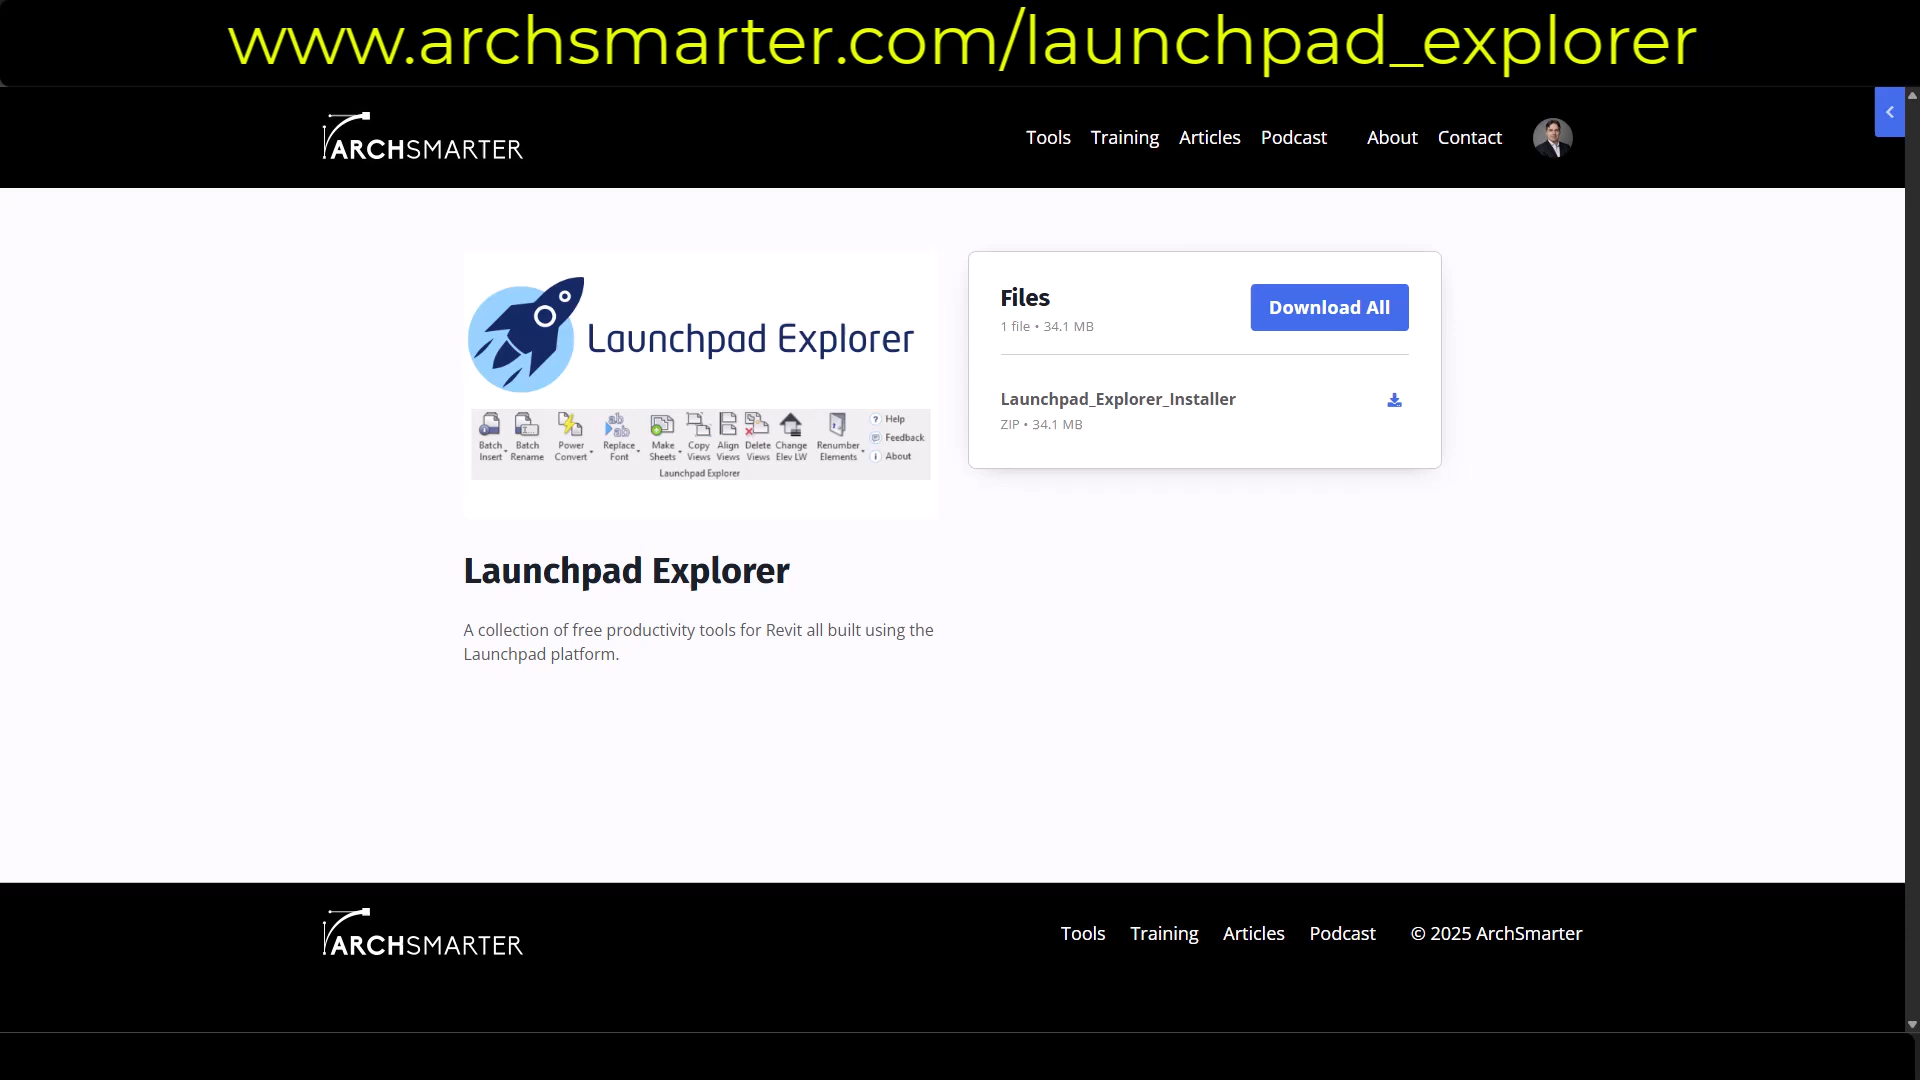 www.archsmarter.com/launchpad_explorer
ARCHSMARTER
Tools Training Articles Podcast About Contact
Launchpad Explorer
Batch Insert
Batch Rename
Power Convert
Replace Font
Make Sheets
Copy Views
Align Views
Delete Views
Change Elev LW
Renumber Elements
Help
Feedback
About
Launchpad Explorer
Files
1 file • 34.1 MB
Download All
Launchpad_Explorer_Installer
ZIP • 34.1 MB
Launchpad Explorer
A collection of free productivity tools for Revit all built using the
Launchpad platform.
ARCHSMARTER
Tools Training Articles Podcast © 2025 ArchSmarter